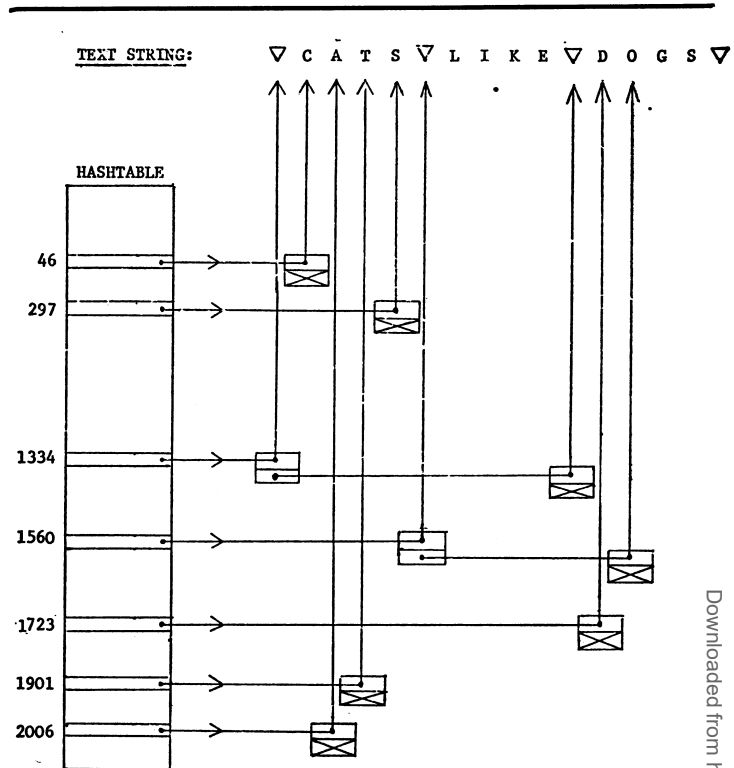 TEXT STRING: ▽ C A T S ▽ L I K E ▽ D O G S ▽
HASHTABLE
46
297
1334
1560
1723
1901
2006
Downloaded from